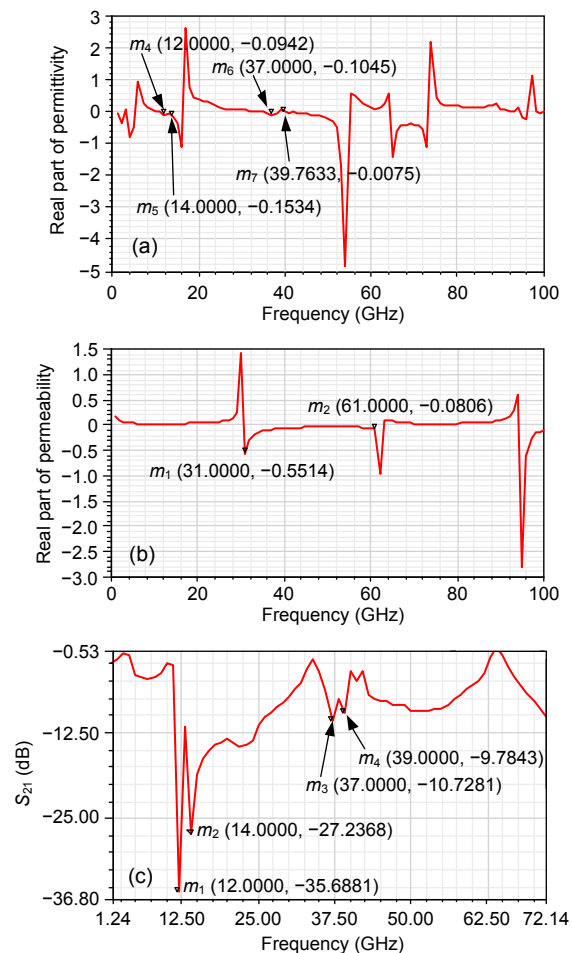 Real part of permittivity
3
2
1
0
−1
−2
−3
−4
−5
m4 (12.0000, −0.0942)
m6 (37.0000, −0.1045)
m7 (39.7633, −0.0075)
m5 (14.0000, −0.1534)
(a)
0 20 40 60 80 100
Frequency (GHz)
Real part of permeability
1.5
1.0
0.5
0
−0.5
−1.0
−1.5
−2.0
−2.5
−3.0
m2 (61.0000, −0.0806)
m1 (31.0000, −0.5514)
(b)
0 20 40 60 80 100
Frequency (GHz)
S21 (dB)
−0.53
−12.50
−25.00
−36.80
m4 (39.0000, −9.7843)
m3 (37.0000, −10.7281)
m2 (14.0000, −27.2368)
m1 (12.0000, −35.6881)
(c)
1.24 12.50 25.00 37.50 50.00 62.50 72.14
Frequency (GHz)